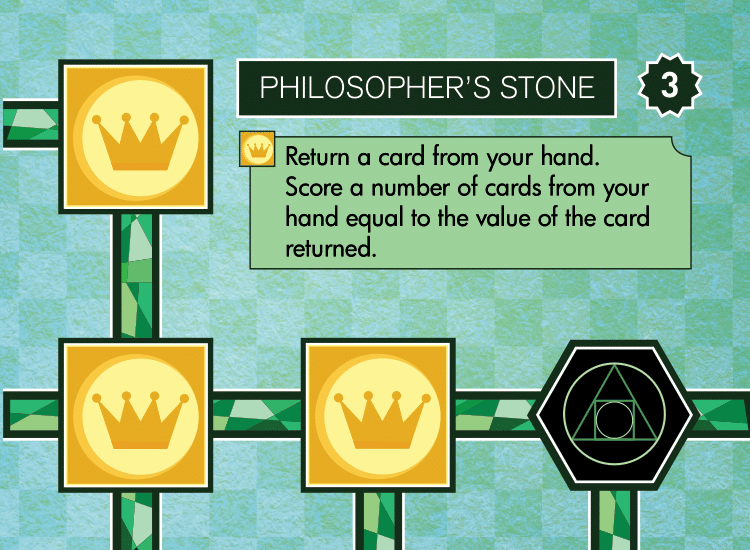 PHILOSOPHER'S STONE
3
Return a card from your hand.
Score a number of cards from your
hand equal to the value of the card
returned.